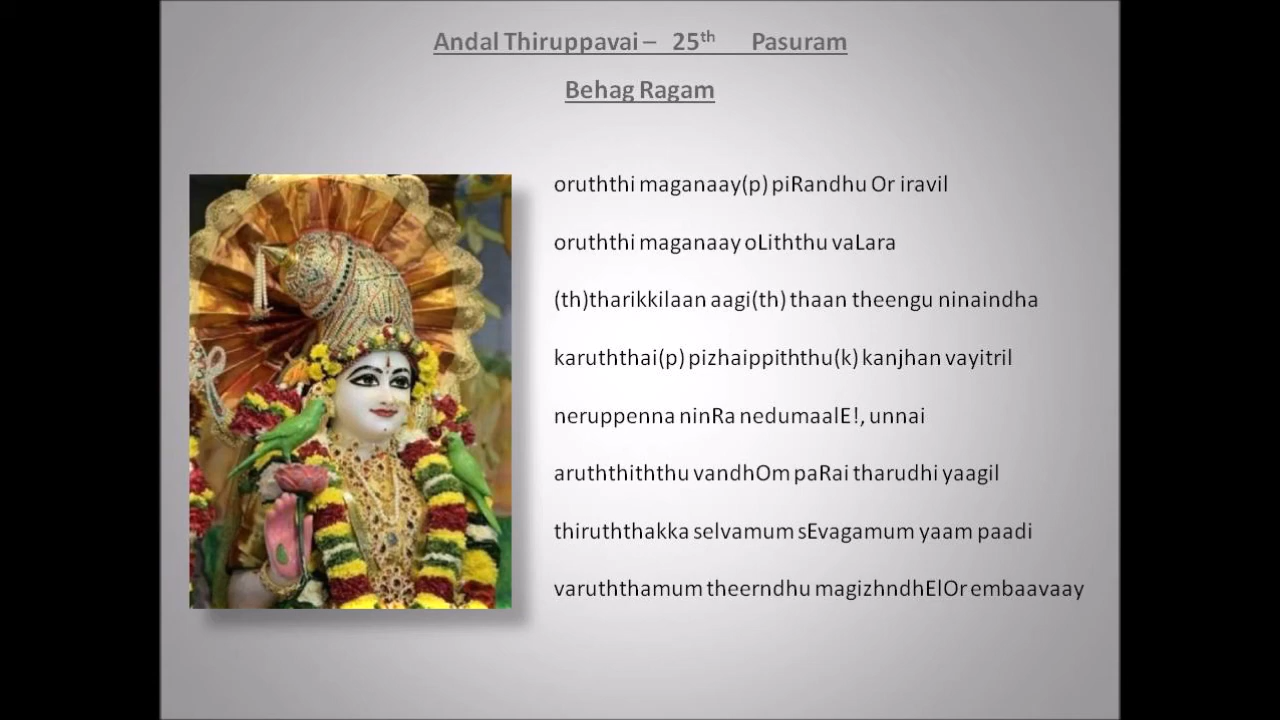 Andal Thiruppavai – 25th Pasuram
Behag Ragam
oruththi maganaay(p) piRandhu Or iravil
oruththi maganaay oLiththu vaLara
(th)tharikkilaan aagi(th) thaan theengu ninaindha
karuththai(p) pizhaippiththu(k) kanjhan vayitril
neruppenna ninRa nedumaalE!, unnai
aruththiththu vandhOm paRai tharudhi yaagil
thiruththakka selvamum sEvagamum yaam paadi
varuththamum theerndhu magizhndhElOr embaavaay